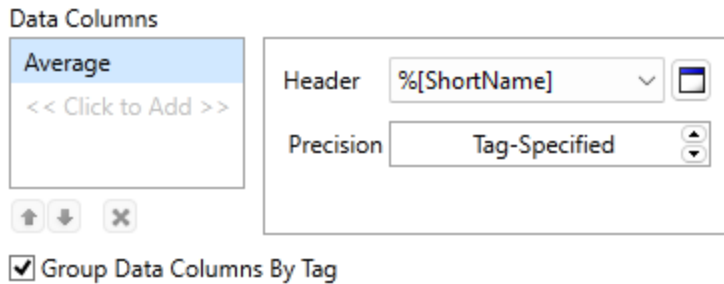 Data Columns
Average
<< Click to Add >>
Header %[ShortName]
Precision Tag-Specified
Group Data Columns By Tag